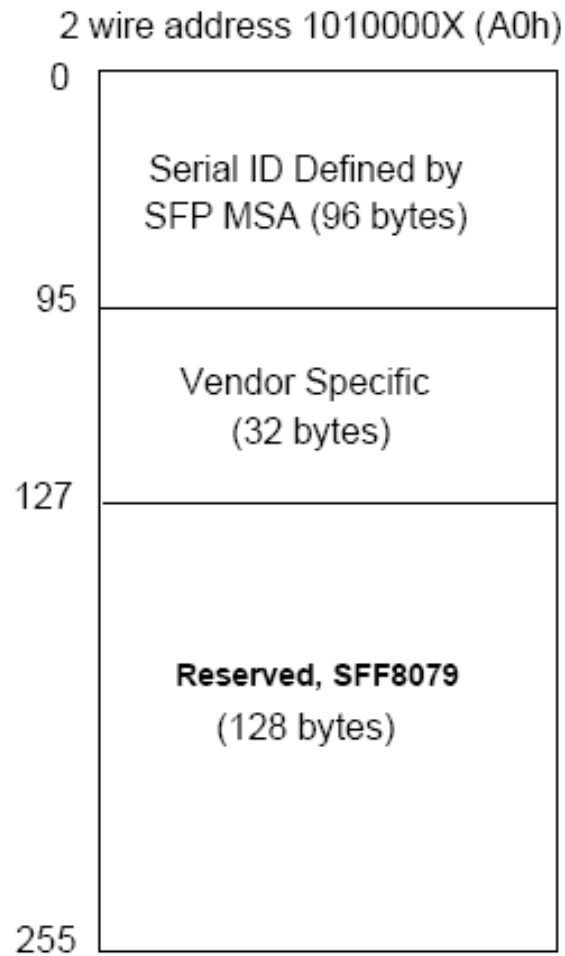 2 wire address 1010000X (A0h)
0
Serial ID Defined by
SFP MSA (96 bytes)
95
Vendor Specific
(32 bytes)
127
Reserved, SFF8079
(128 bytes)
255